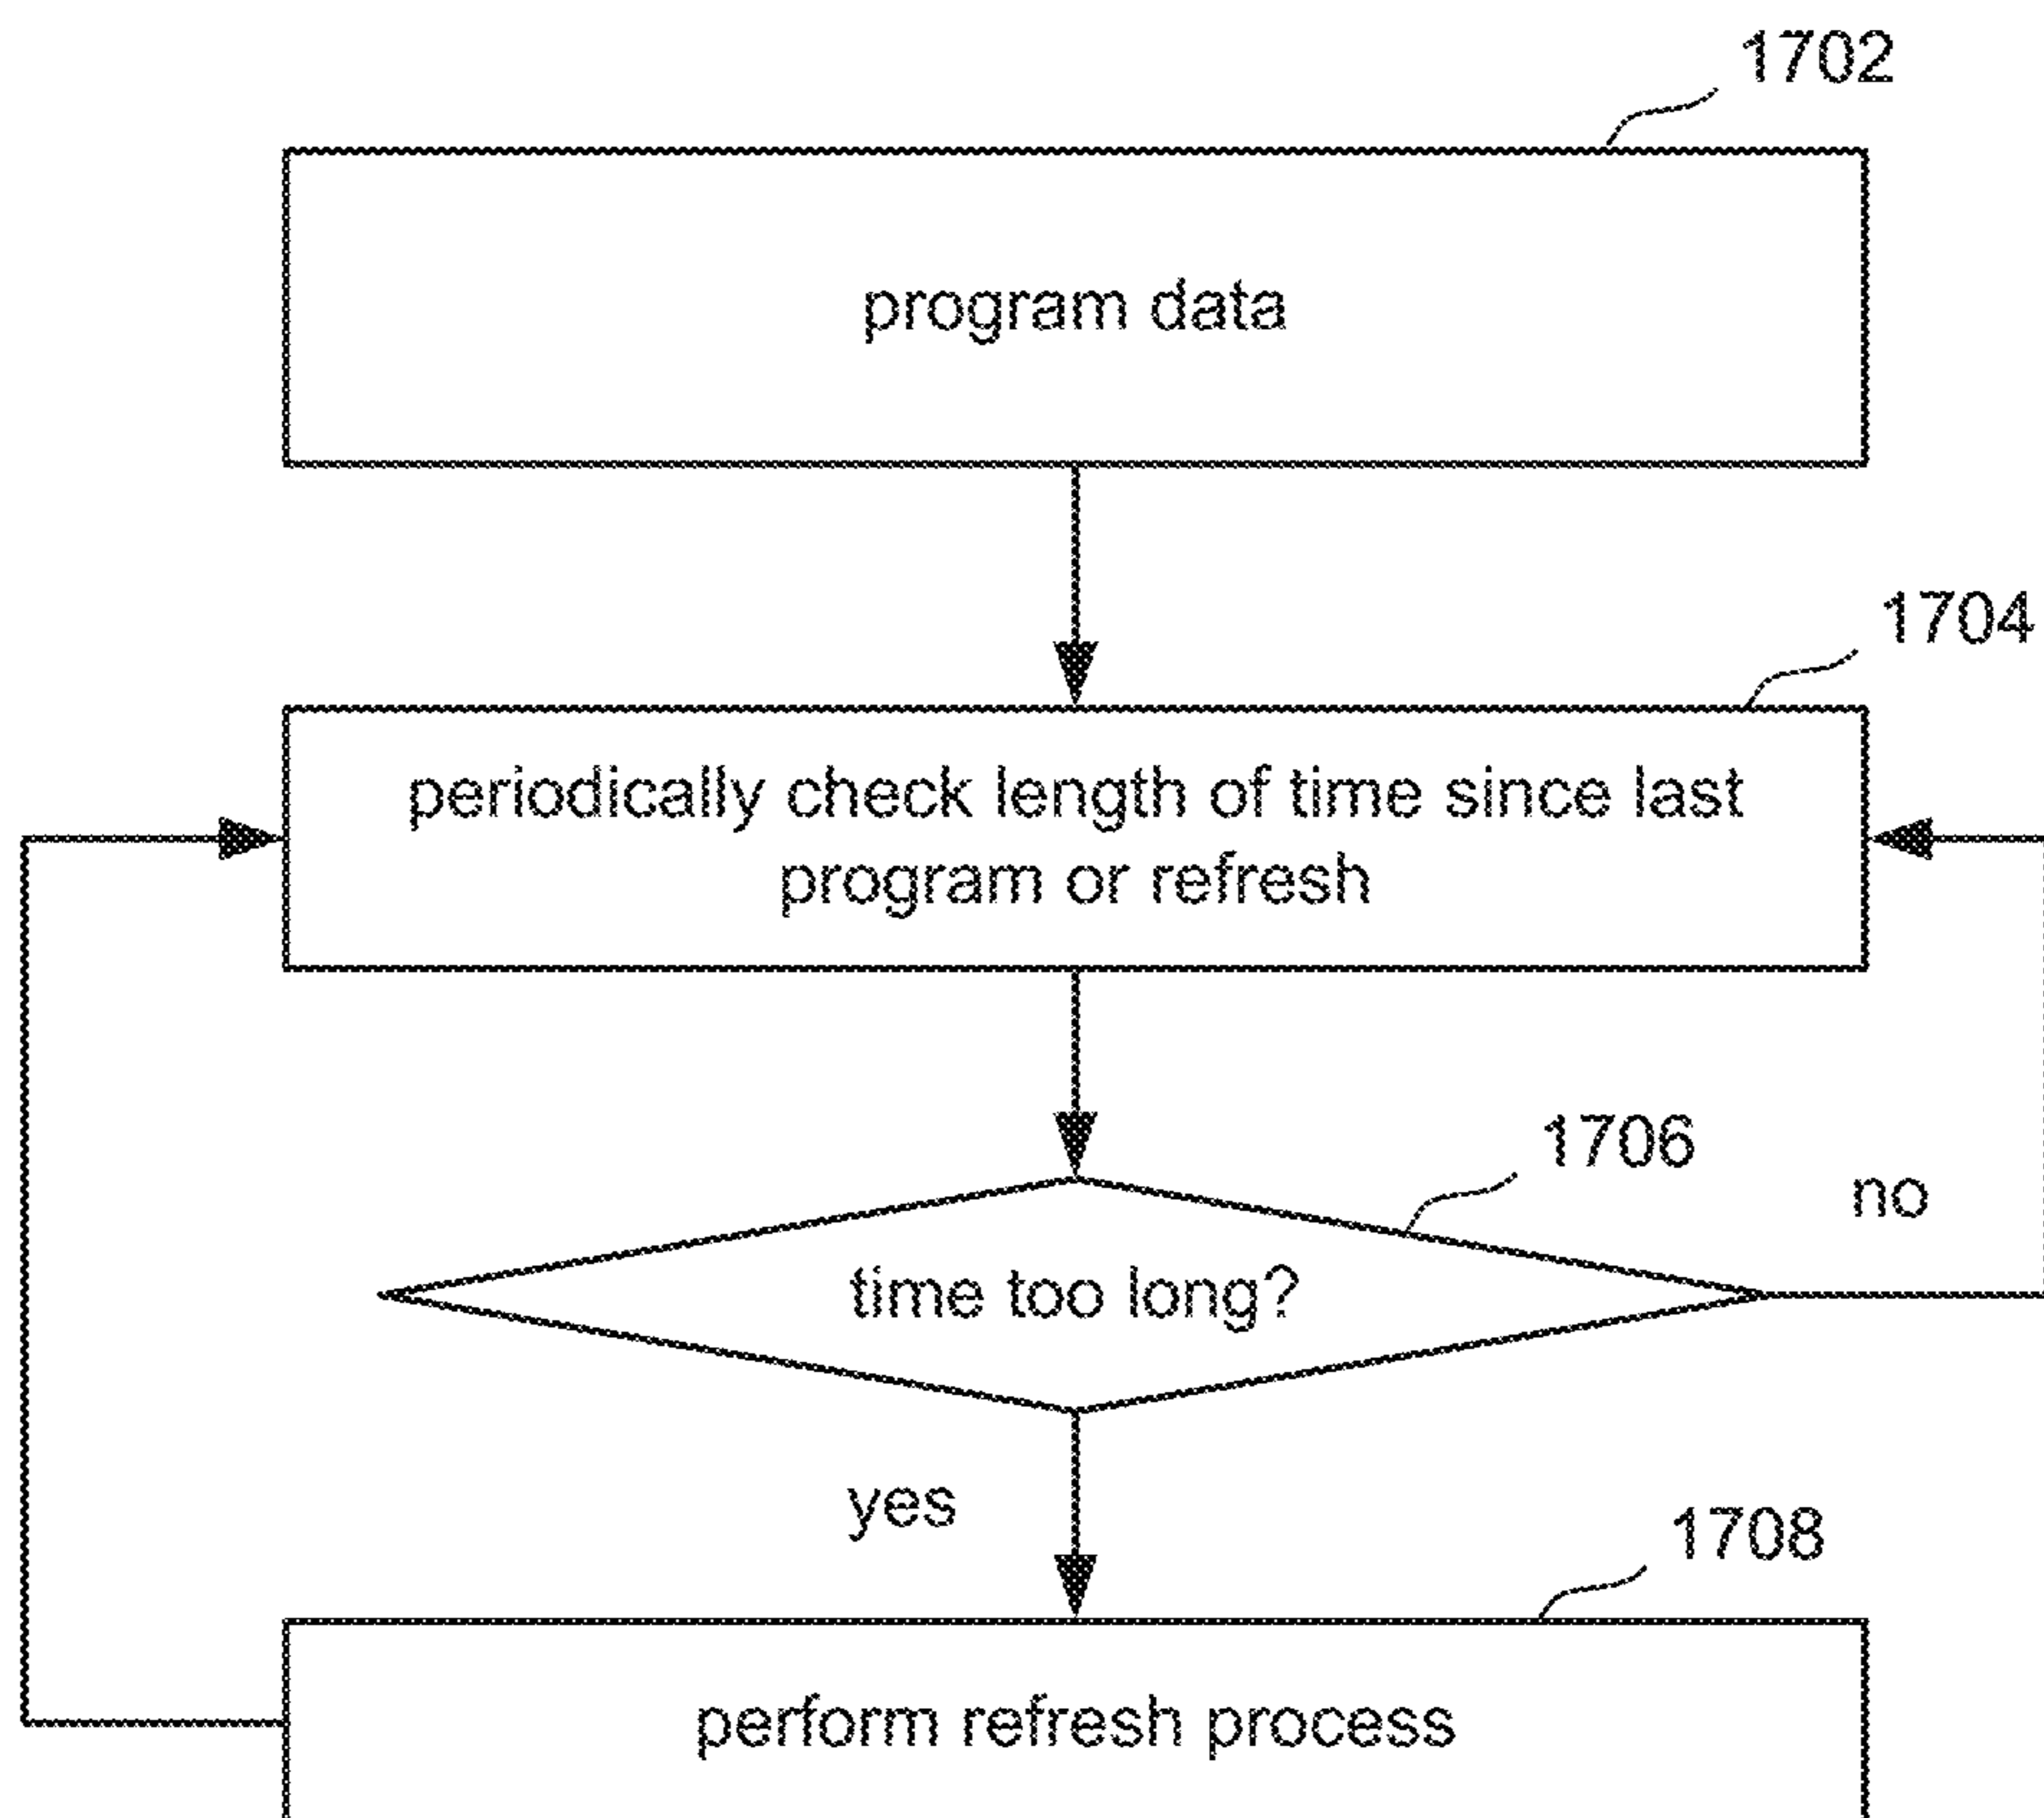 1702
program data
1704
periodically check length of time since last
program or refresh
1706
no
time too long?
yes
1708
perform refresh process